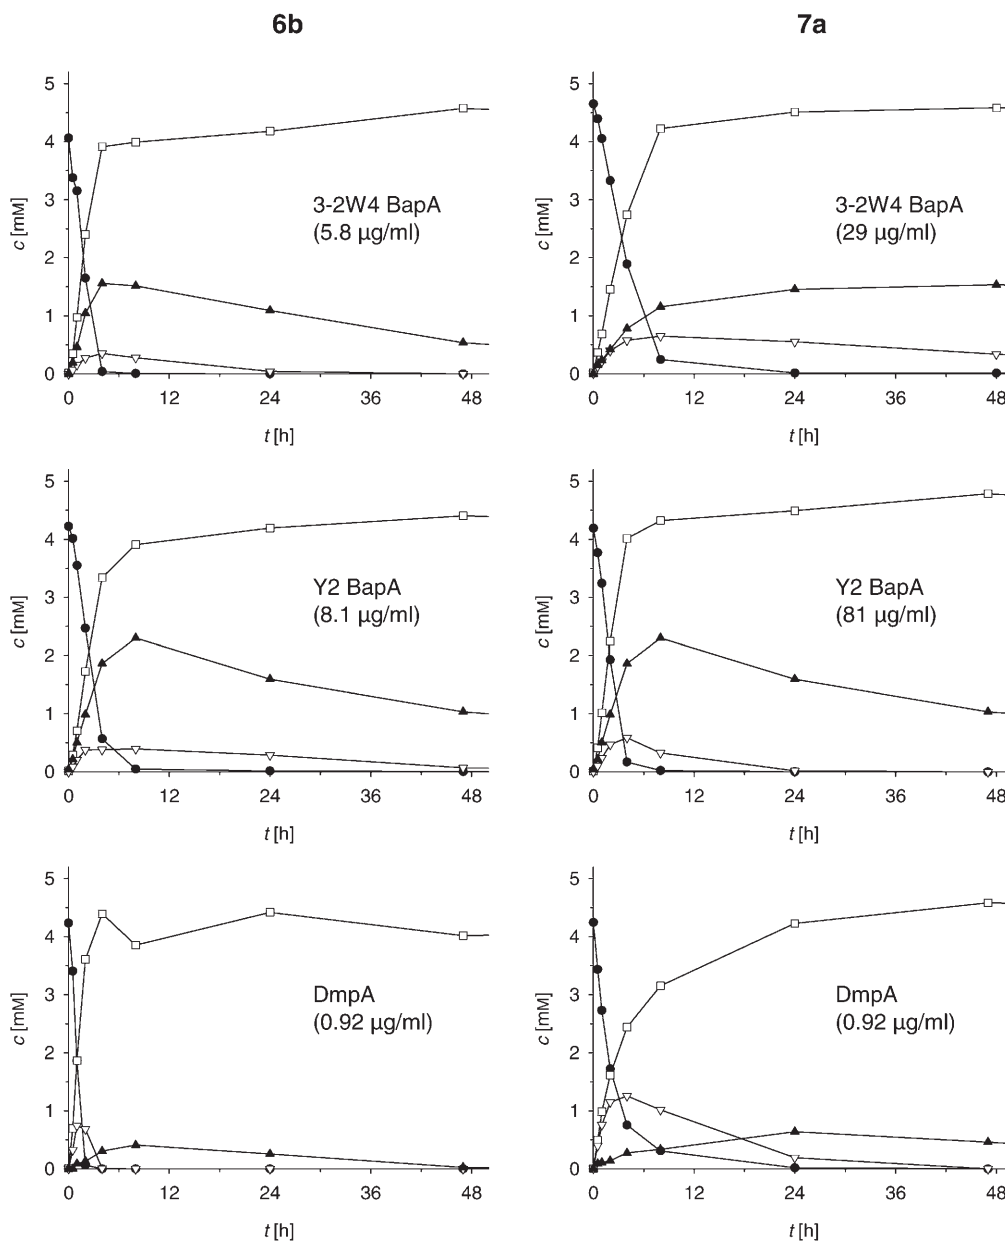 6b
7a
5
4
3
2
1
0
c [mM]
3-2W4 BapA
(5.8 µg/ml)
0 12 24 36 48
t [h]
5
4
3
2
1
0
c [mM]
3-2W4 BapA
(29 µg/ml)
0 12 24 36 48
t [h]
5
4
3
2
1
0
c [mM]
Y2 BapA
(8.1 µg/ml)
0 12 24 36 48
t [h]
5
4
3
2
1
0
c [mM]
Y2 BapA
(81 µg/ml)
0 12 24 36 48
t [h]
5
4
3
2
1
0
c [mM]
DmpA
(0.92 µg/ml)
0 12 24 36 48
t [h]
5
4
3
2
1
0
c [mM]
DmpA
(0.92 µg/ml)
0 12 24 36 48
t [h]